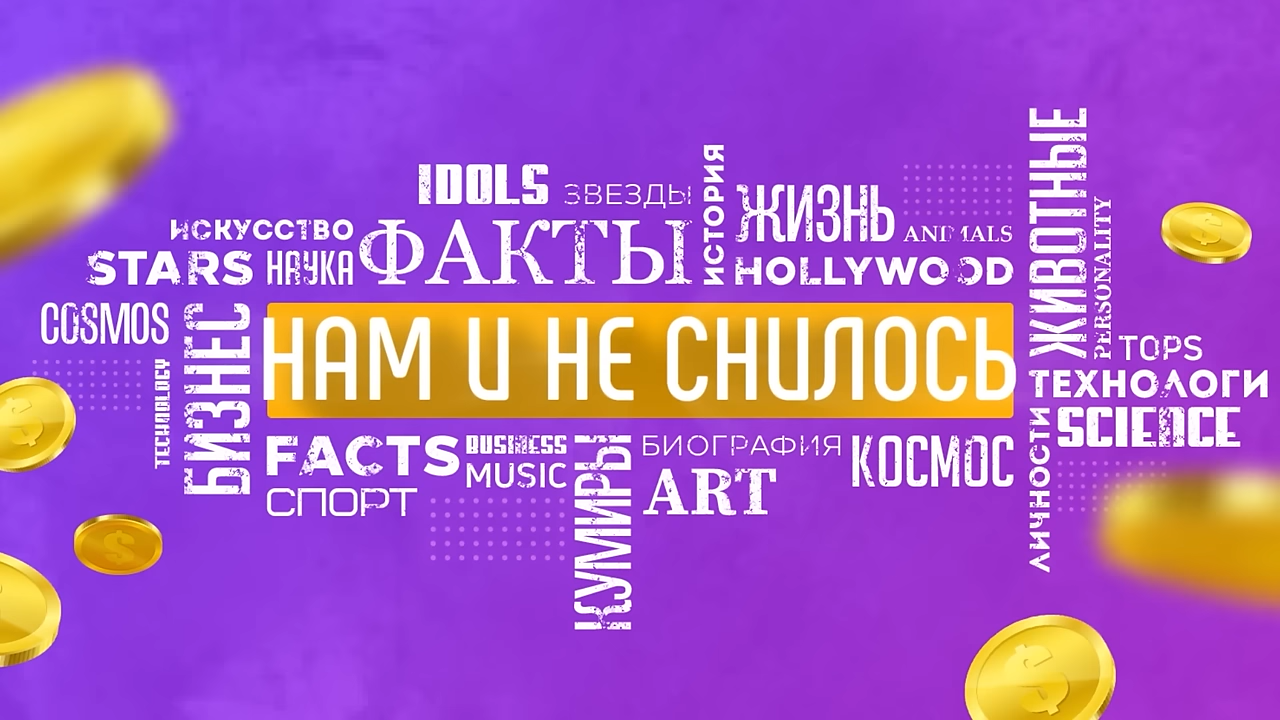 IDOLS
ЗВЕЗДЫ
ИСТОРИЯ
ЖИЗНЬ
ANIMALS
ЖИВОТНЫЕ
PERSONALITY
ИСКУССТВО
ФАКТЫ
STARS
НАУКА
HOLLYWOOD
COSMOS
БИЗНЕС
TECHNOLOGY
НАМ И НЕ СНИЛОСЬ
TOPS
ТЕХНОЛОГИ
SCIENCE
ЛИЧНОСТИ
FACTS
BUSINESS
MUSIC
СПОРТ
КУМИРЫ
БИОГРАФИЯ
ART
КОСМОС